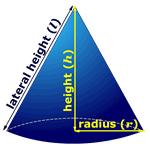 lateral height (l)
height (h)
radius (r)